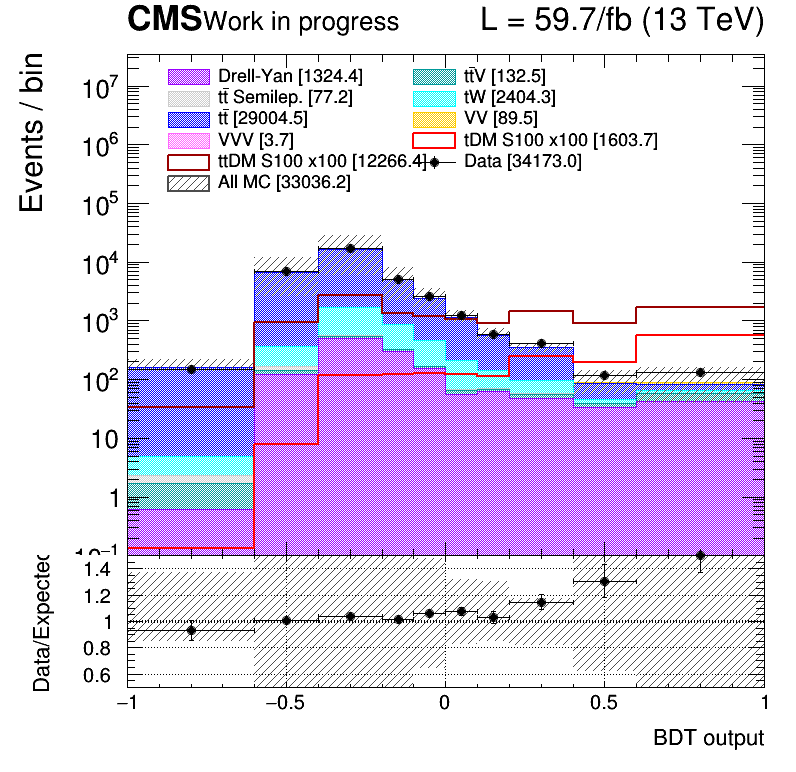 CMS Work in progress L = 59.7/fb (13 TeV)
Events / bin
Drell-Yan [1324.4] tt̄V [132.5]
tt̄ Semilep. [77.2] tW [2404.3]
tt̄ [29004.5] VV [89.5]
VVV [3.7] tDM S100 x100 [1603.7]
ttDM S100 x100 [12266.4] Data [34173.0]
All MC [33036.2]
10⁷
10⁶
10⁵
10⁴
10³
10²
10
1
10⁻¹
Data/Expected
1.4
1.2
1
0.8
0.6
−1 −0.5 0 0.5 1
BDT output